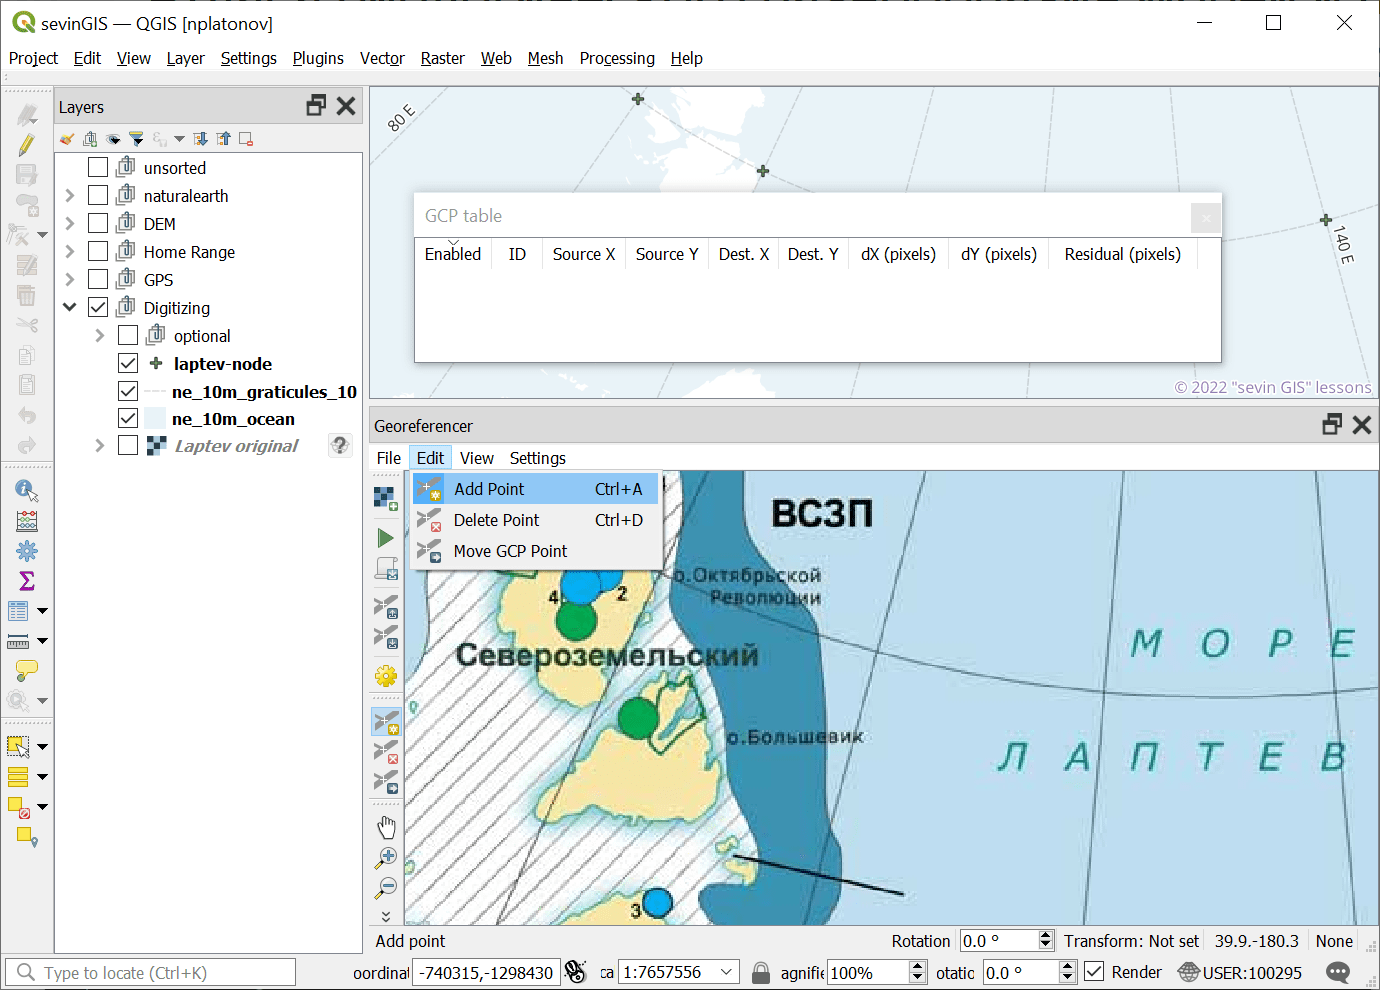 sevinGIS — QGIS [nplatonov]
Project Edit View Layer Settings Plugins Vector Raster Web Mesh Processing Help
Layers
unsorted
naturalearth
DEM
Home Range
GPS
Digitizing
optional
laptev-node
ne_10m_graticules_10
ne_10m_ocean
Laptev original
80 E
140 E
GCP table
Enabled ID Source X Source Y Dest. X Dest. Y dX (pixels) dY (pixels) Residual (pixels)
© 2022 "sevin GIS" lessons
Georeferencer
File Edit View Settings
Add Point Ctrl+A
Delete Point Ctrl+D
Move GCP Point
ВСЗП
о.Октябрьской
Революции
4
2
Североземельский
МОРЕ
о.Большевик
ЛАПТЕВ
3
Add point
Rotation 0.0 ° Transform: Not set 39.9,-180.3 None
Type to locate (Ctrl+K) oordinat -740315,-1298430 ca 1:7657556 agnifie 100% otatio 0.0 ° Render USER:100295